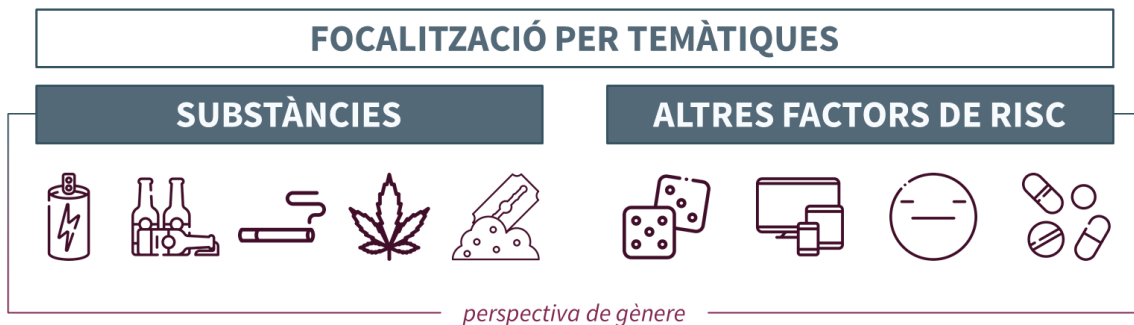 FOCALITZACIÓ PER TEMÀTIQUES
SUBSTÀNCIES
ALTRES FACTORS DE RISC
perspectiva de gènere